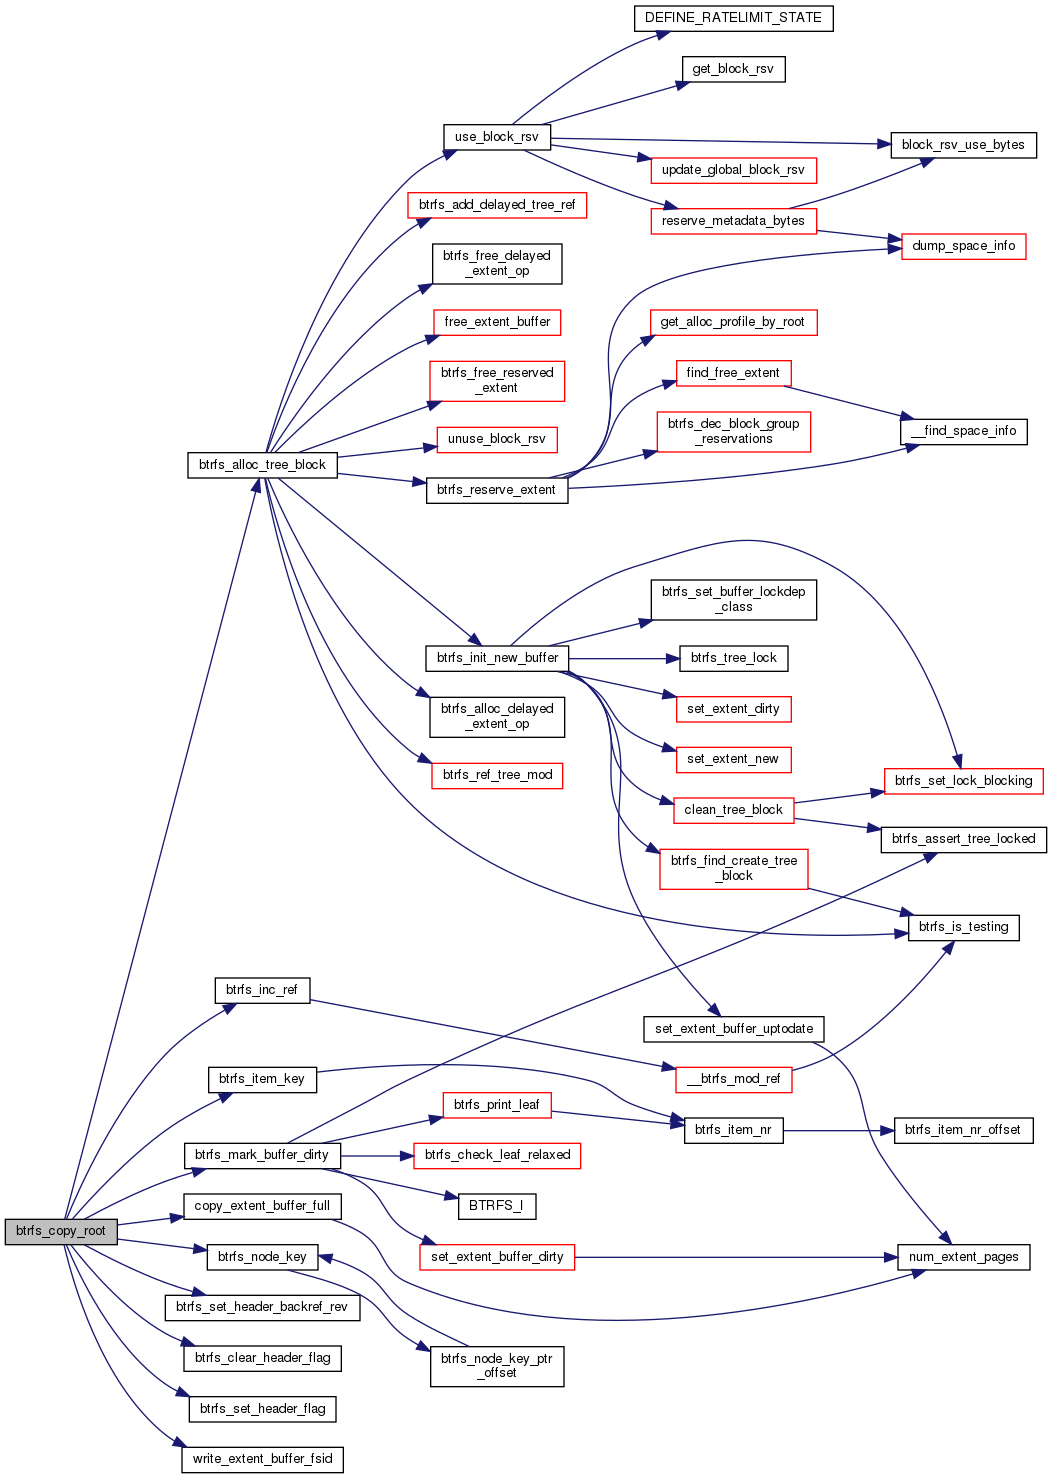 DEFINE_RATELIMIT_STATE
get_block_rsv
use_block_rsv
block_rsv_use_bytes
update_global_block_rsv
btrfs_add_delayed_tree_ref
reserve_metadata_bytes
dump_space_info
btrfs_free_delayed
_extent_op
free_extent_buffer
get_alloc_profile_by_root
btrfs_free_reserved
_extent
find_free_extent
btrfs_dec_block_group
_reservations
__find_space_info
unuse_block_rsv
btrfs_alloc_tree_block
btrfs_reserve_extent
btrfs_set_buffer_lockdep
_class
btrfs_init_new_buffer
btrfs_tree_lock
btrfs_alloc_delayed
_extent_op
set_extent_dirty
set_extent_new
btrfs_ref_tree_mod
btrfs_set_lock_blocking
clean_tree_block
btrfs_assert_tree_locked
btrfs_find_create_tree
_block
btrfs_is_testing
btrfs_inc_ref
set_extent_buffer_uptodate
btrfs_item_key
__btrfs_mod_ref
btrfs_print_leaf
btrfs_item_nr
btrfs_item_nr_offset
btrfs_mark_buffer_dirty
btrfs_check_leaf_relaxed
copy_extent_buffer_full
BTRFS_I
btrfs_copy_root
btrfs_node_key
set_extent_buffer_dirty
num_extent_pages
btrfs_set_header_backref_rev
btrfs_clear_header_flag
btrfs_node_key_ptr
_offset
btrfs_set_header_flag
write_extent_buffer_fsid